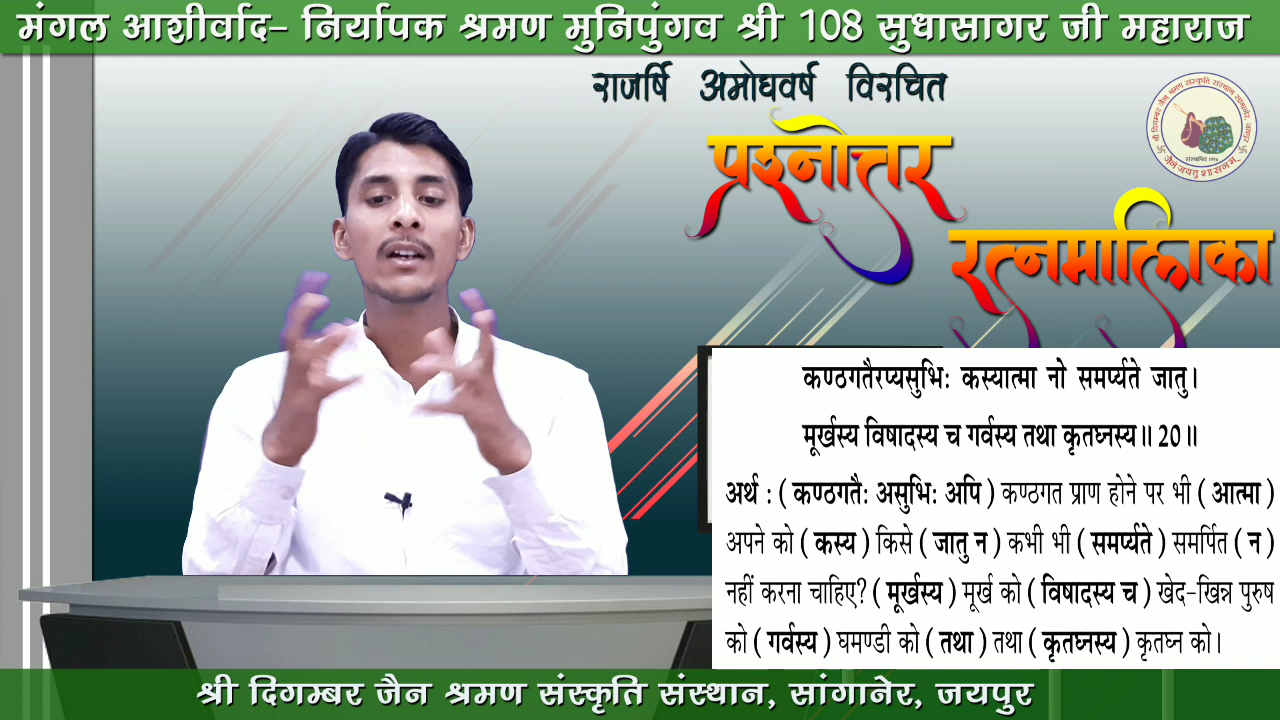 मंगल आशीर्वाद- निर्यापक श्रमण मुनिपुंगव श्री 108 सुधासागर जी महाराज
राजर्षि अमोघवर्ष विरचित
प्रश्नोत्तर
रत्नमालिका
कण्ठगतैरप्यसुभिः कस्यात्मा नो समर्प्यते जातु।
मूर्खस्य विषादस्य च गर्वस्य तथा कृतघ्नस्य॥ 20॥
अर्थ : ( कण्ठगतैः असुभिः अपि ) कण्ठगत प्राण होने पर भी ( आत्मा )
अपने को ( कस्य ) किसे ( जातु न ) कभी भी ( समर्प्यते ) समर्पित ( न )
नहीं करना चाहिए? ( मूर्खस्य ) मूर्ख को ( विषादस्य च ) खेद-खिन्न पुरुष
को ( गर्वस्य ) घमण्डी को ( तथा ) तथा ( कृतघ्नस्य ) कृतघ्न को।
श्री दिगम्बर जैन श्रमण संस्कृति संस्थान, सांगानेर, जयपुर